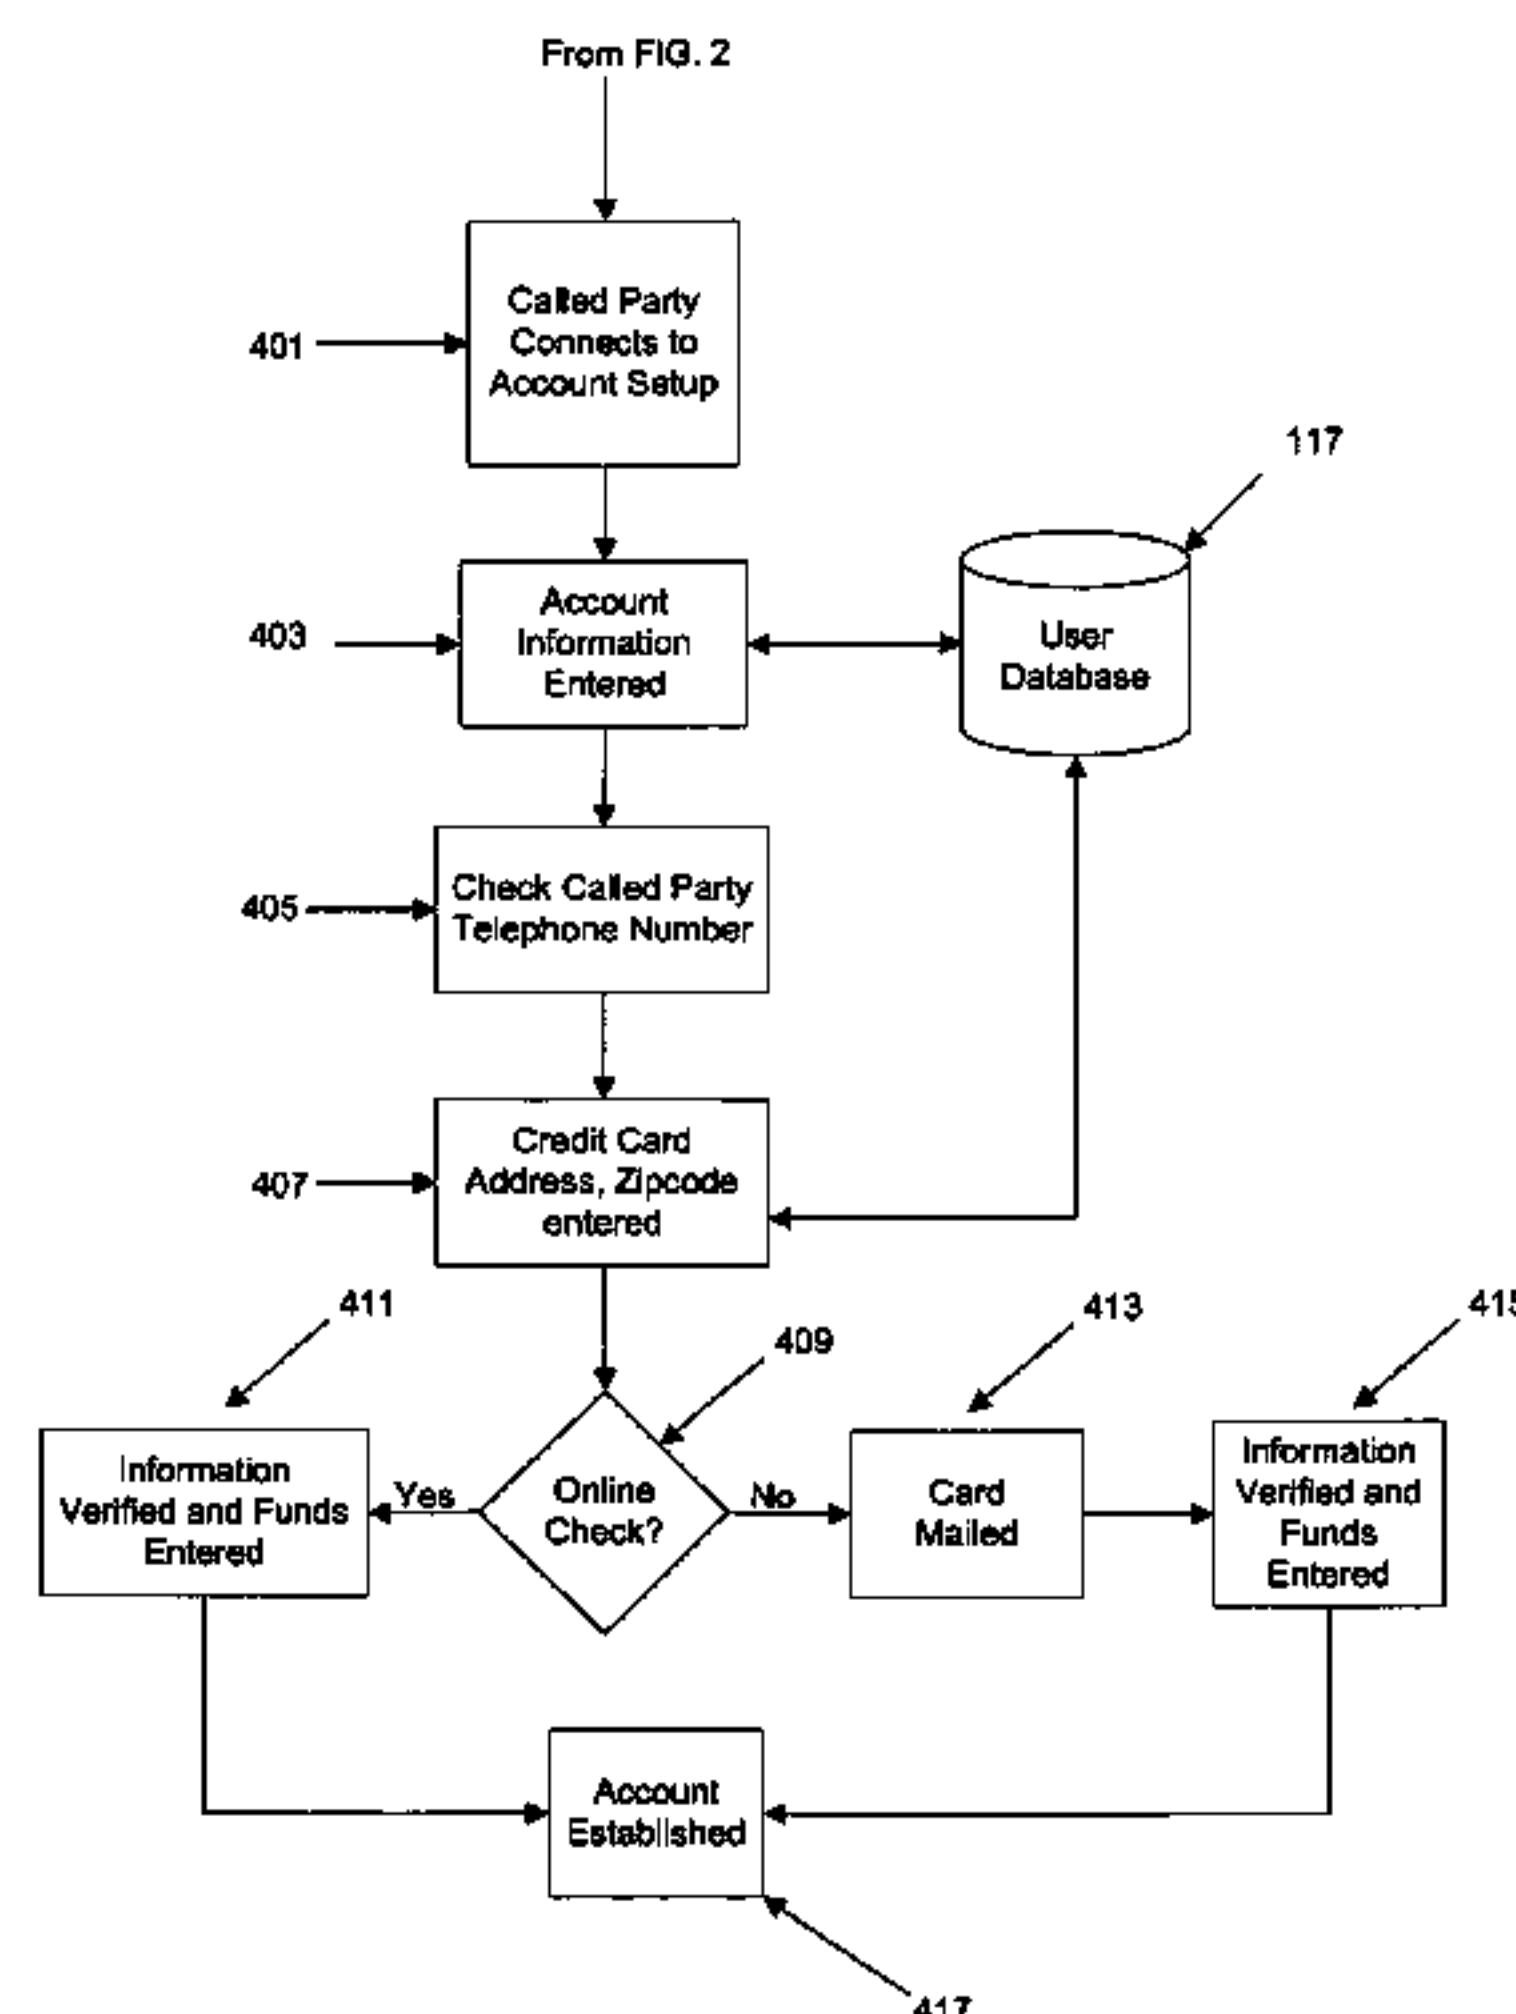 From FIG. 2
Called Party
Connects to
Account Setup
401
117
Account
Information
Entered
403
User
Database
Check Called Party
Telephone Number
405
Credit Card
Address, Zipcode
entered
407
411
409
413
415
Information
Verified and Funds
Entered
Yes
Online
Check?
No
Card
Mailed
Information
Verified and
Funds
Entered
Account
Established
417